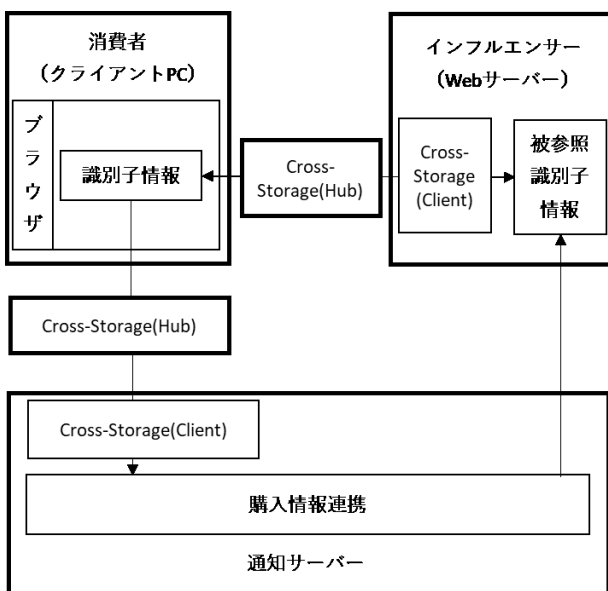 消費者
（クライアントPC）
ブラウザ
識別子情報
Cross-
Storage(Hub)
インフルエンサー
（Webサーバー）
Cross-
Storage
(Client)
被参照
識別子
情報
Cross-Storage(Hub)
Cross-Storage(Client)
購入情報連携
通知サーバー